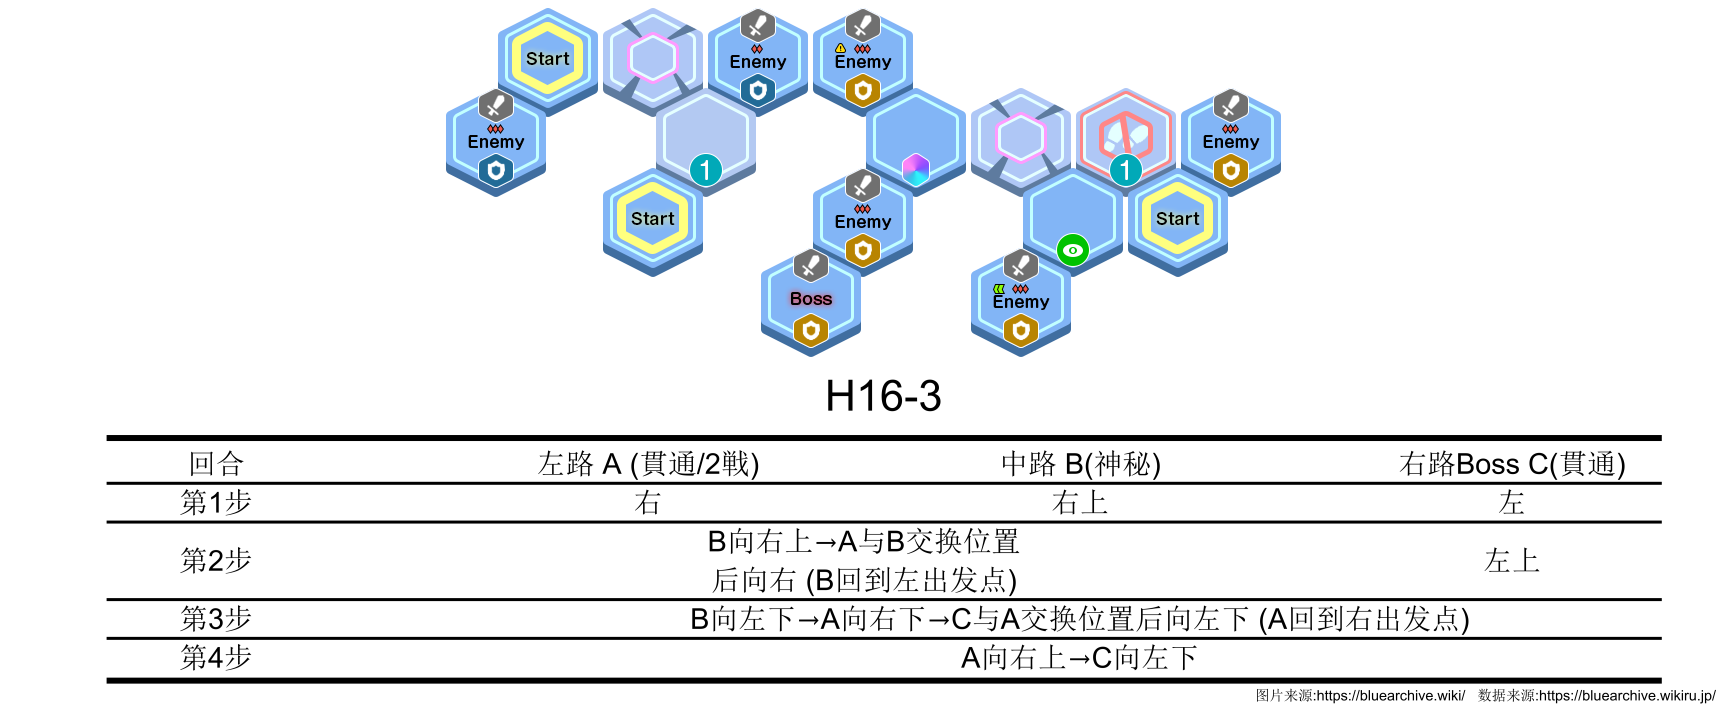 Start
Enemy
Enemy
Enemy
1
Start
Enemy
1
Enemy
Start
Boss
Enemy
H16-3
回合 左路 A (貫通/2戦) 中路 B(神秘) 右路Boss C(貫通)
第1步 右 右上 左
第2步 B向右上→A与B交换位置
后向右 (B回到左出发点) 左上
第3步 B向左下→A向右下→C与A交换位置后向左下 (A回到右出发点)
第4步 A向右上→C向左下
图片来源:https://bluearchive.wiki/ 数据来源:https://bluearchive.wikiru.jp/